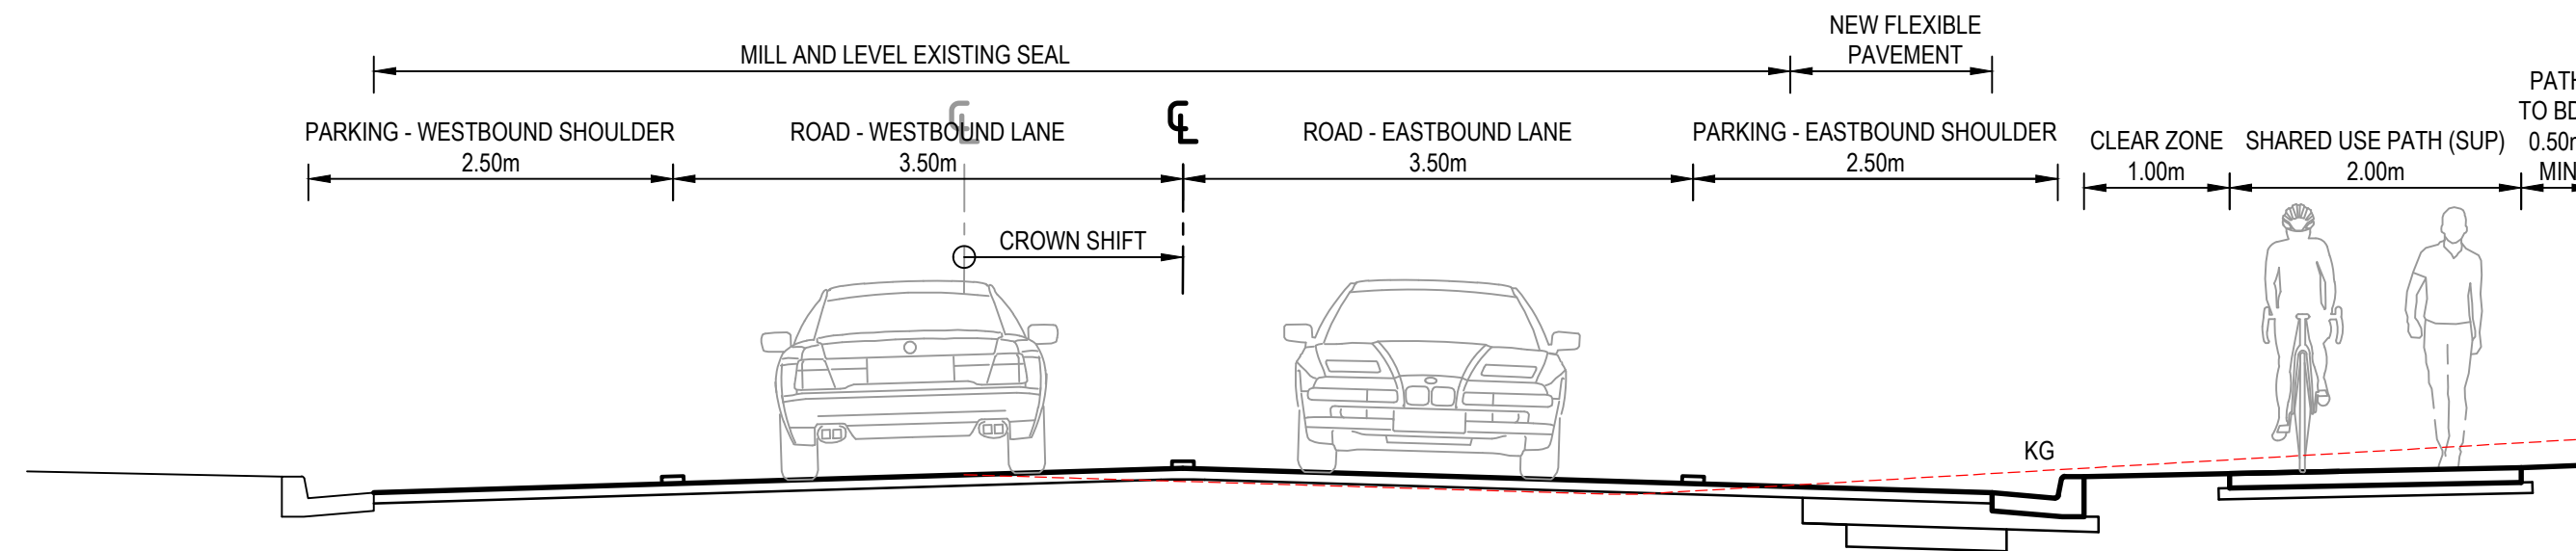 NEW FLEXIBLE
PAVEMENT
MILL AND LEVEL EXISTING SEAL
PARKING - WESTBOUND SHOULDER
2.50m
ROAD - WESTBOUND LANE
3.50m
ROAD - EASTBOUND LANE
3.50m
PARKING - EASTBOUND SHOULDER
2.50m
CLEAR ZONE
1.00m
SHARED USE PATH (SUP)
2.00m
PATH
TO BD
0.50m
MIN
CROWN SHIFT
KG